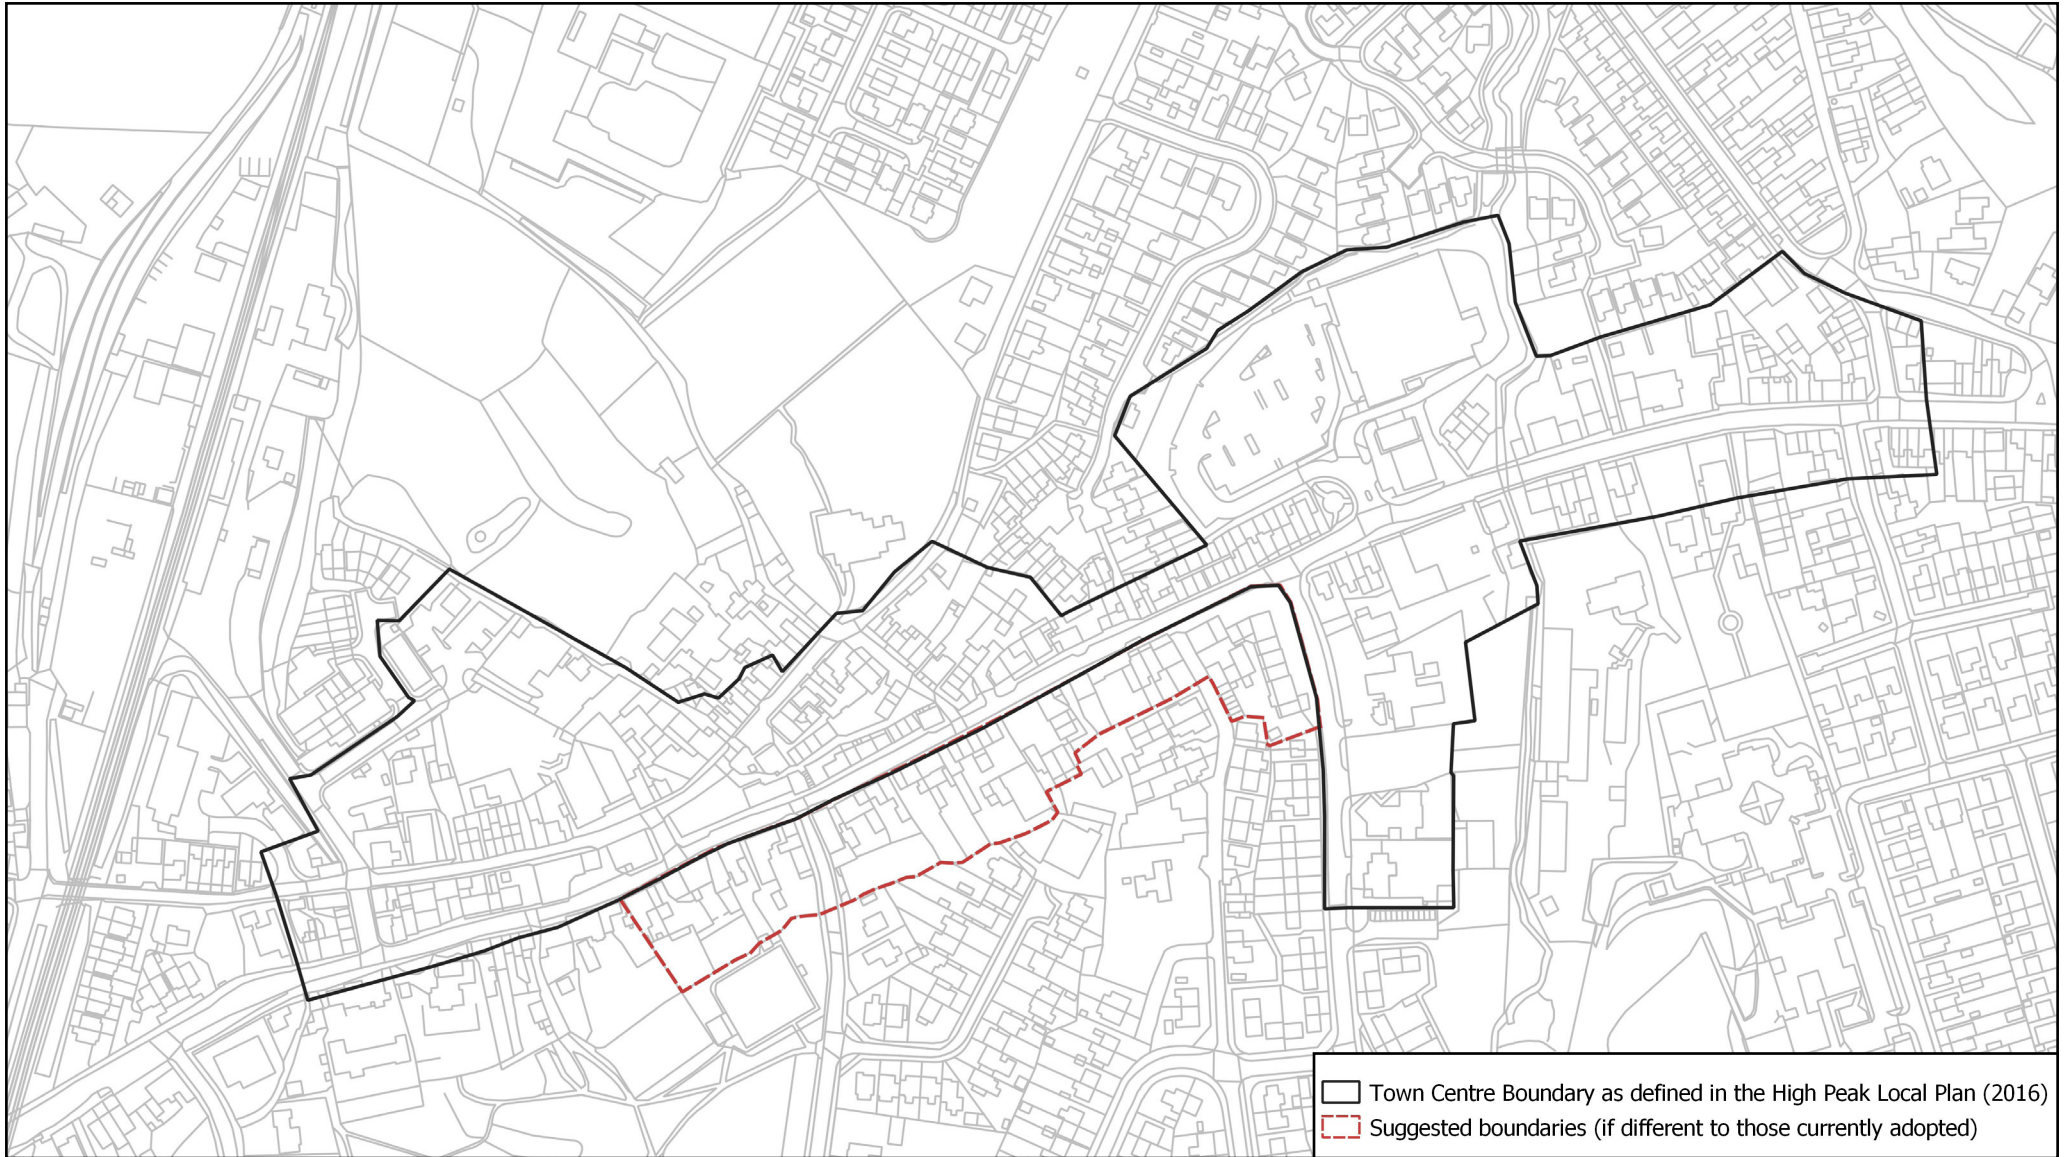 Town Centre Boundary as defined in the High Peak Local Plan (2016)
Suggested boundaries (if different to those currently adopted)